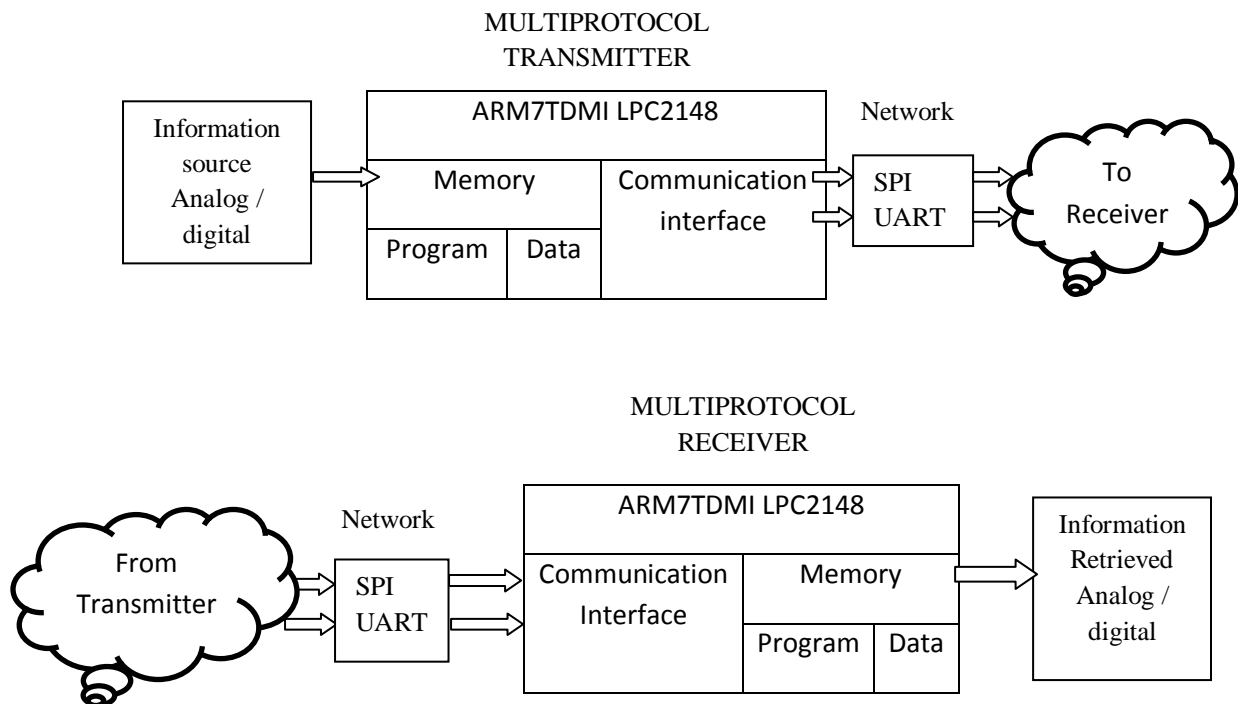 MULTIPROTOCOL
TRANSMITTER
Information
source
Analog /
digital
ARM7TDMI LPC2148
Memory
Program
Data
Communication
interface
Network
SPI
UART
To
Receiver
MULTIPROTOCOL
RECEIVER
From
Transmitter
Network
SPI
UART
ARM7TDMI LPC2148
Communication
Interface
Memory
Program
Data
Information
Retrieved
Analog /
digital